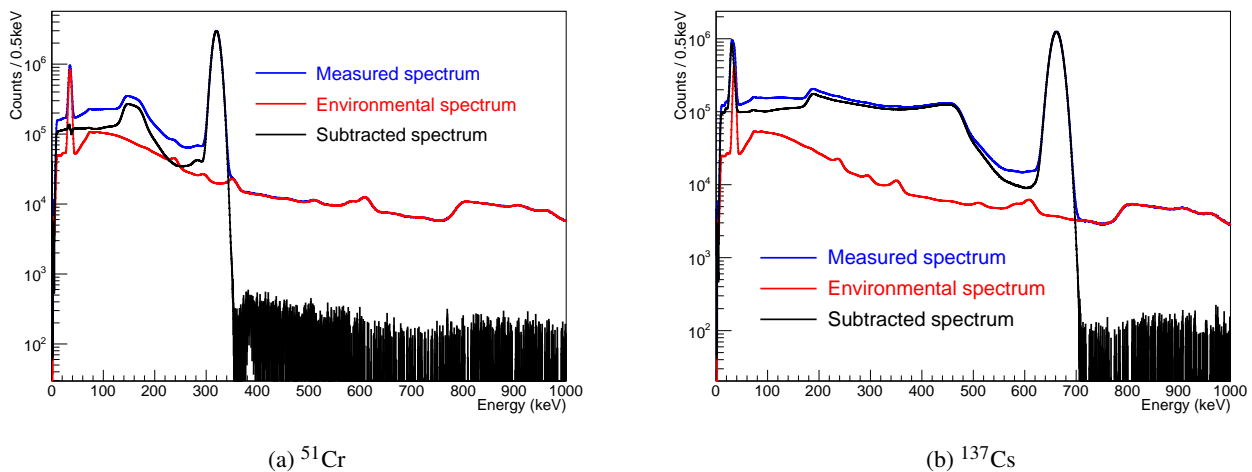 Counts / 0.5keV
10^6
10^5
10^4
10^3
10^2
Measured spectrum
Environmental spectrum
Subtracted spectrum
0 100 200 300 400 500 600 700 800 900 1000
Energy (keV)
(a) ^51Cr
Counts / 0.5keV
10^6
10^5
10^4
10^3
10^2
Measured spectrum
Environmental spectrum
Subtracted spectrum
0 100 200 300 400 500 600 700 800 900 1000
Energy (keV)
(b) ^137Cs